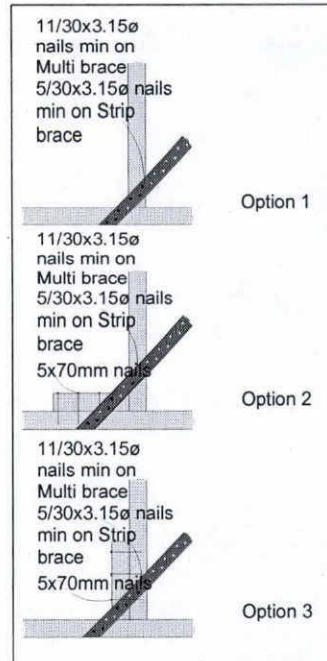 11/30x3.15ø
nails min on
Multi brace
5/30x3.15ø nails
min on Strip
brace
Option 1
11/30x3.15ø
nails min on
Multi brace
5/30x3.15ø nails
min on Strip
brace
5x70mm nails
Option 2
11/30x3.15ø
nails min on
Multi brace
5/30x3.15ø nails
min on Strip
brace
5x70mm nails
Option 3